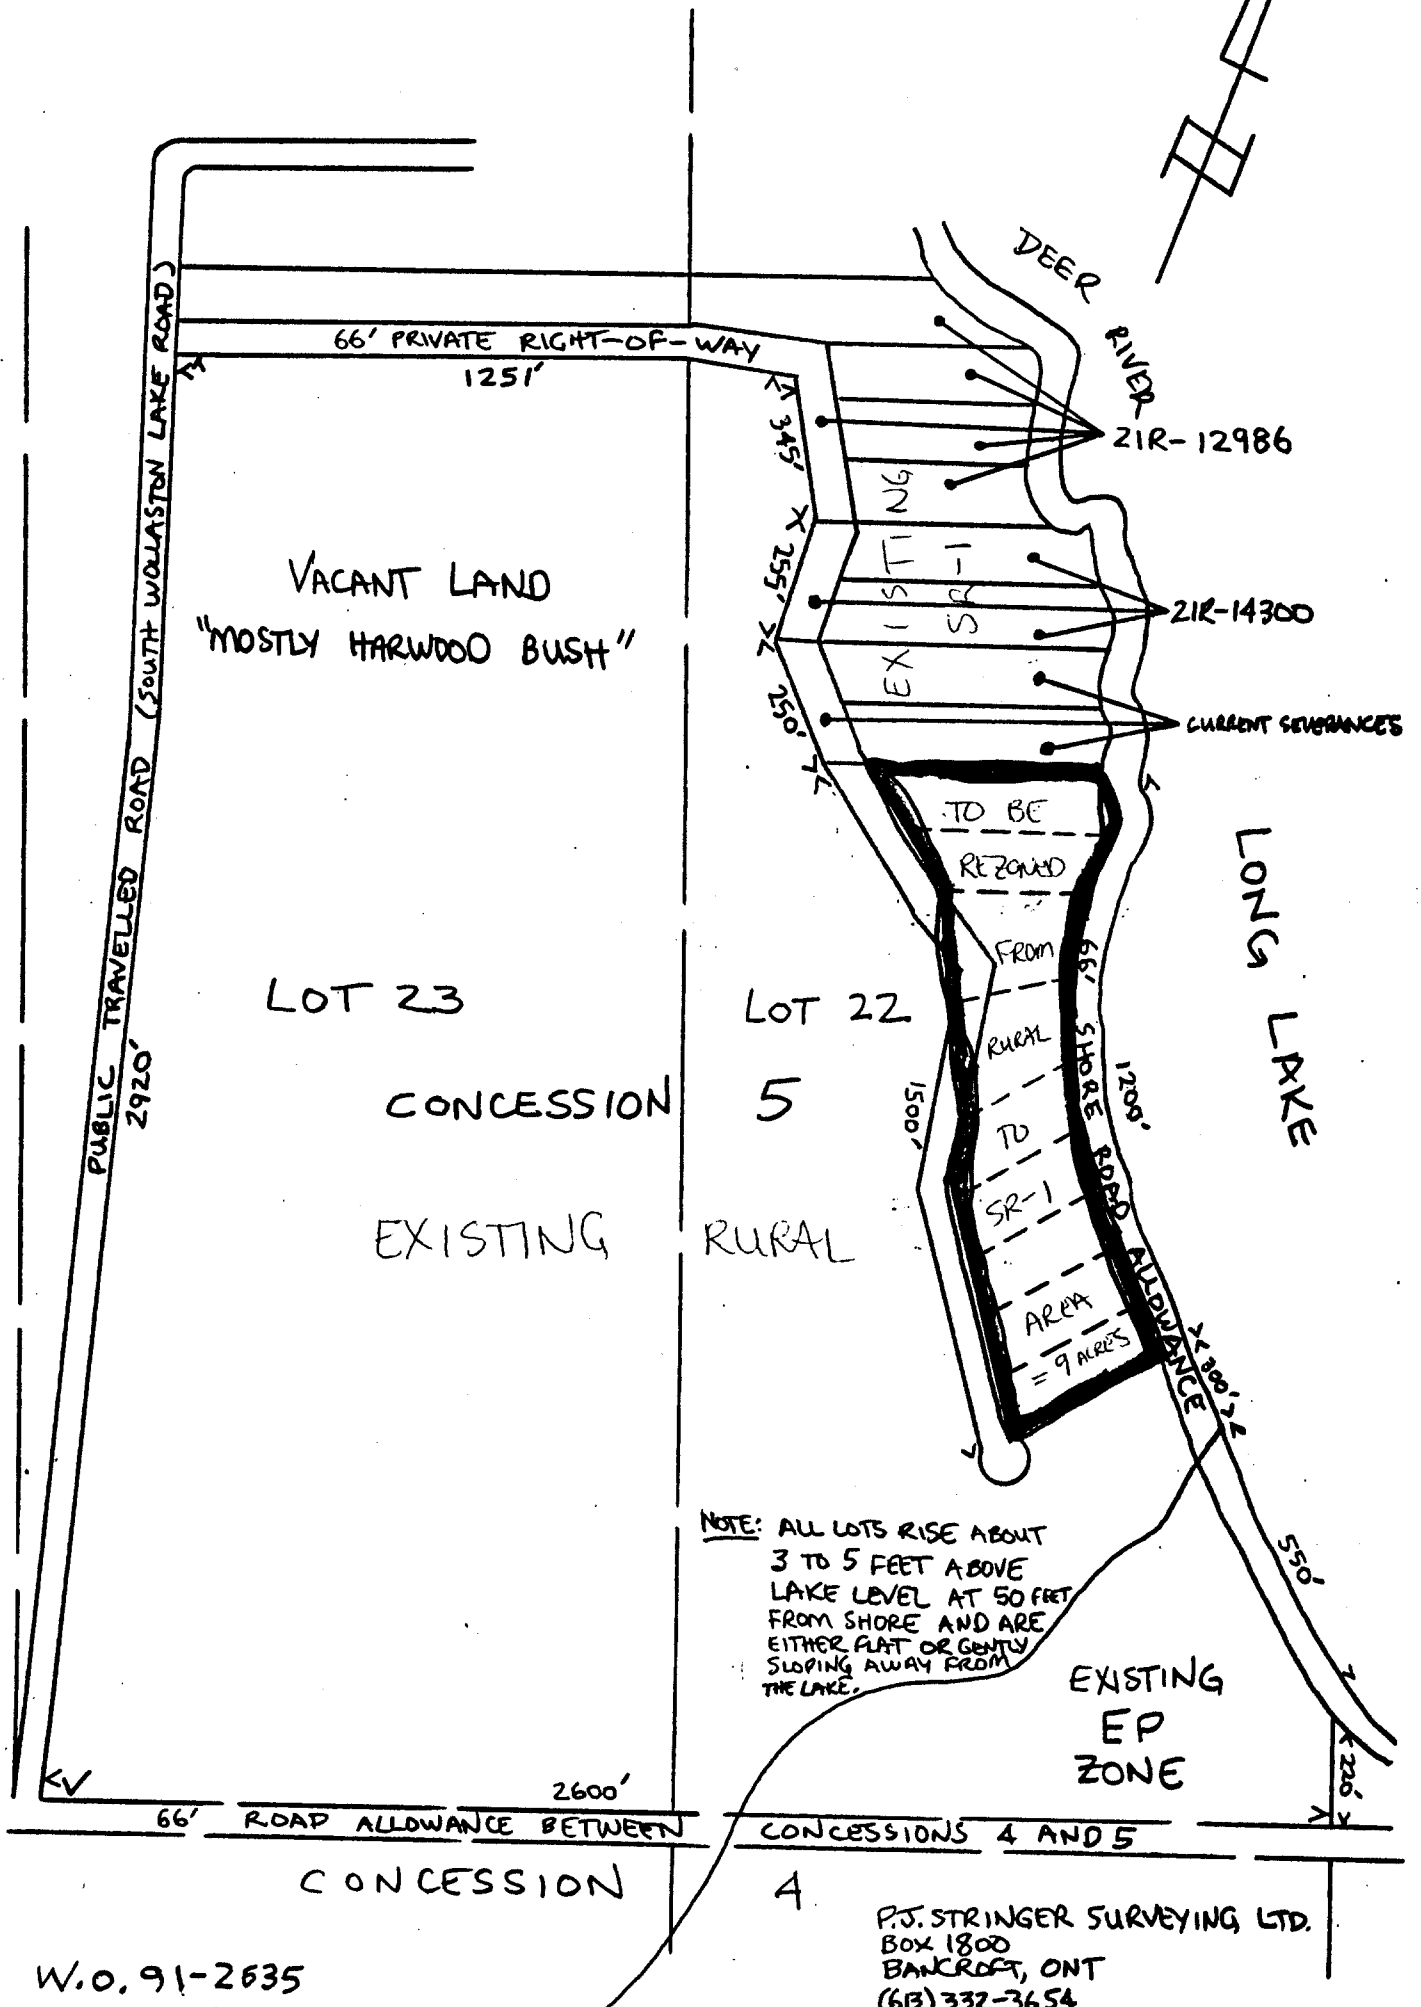 DEER RIVER
66' PRIVATE RIGHT-OF-WAY
1251'
21R-12986
345'
EXISTING
SR-1
255'
21R-14300
VACANT LAND
"MOSTLY HARWOOD BUSH"
250'
CURRENT SEVERANCES
PUBLIC TRAVELLED ROAD (SOUTH WOLLASTON LAKE ROAD)
2920'
TO BE
REZONED
FROM
RURAL
TO
SR-1
AREA
= 9 ACRES
LONG LAKE
66' SHORE ROAD ALLOWANCE
1200'
LOT 23
LOT 22
CONCESSION 5
1500'
EXISTING RURAL
300'
550'
NOTE: ALL LOTS RISE ABOUT
3 TO 5 FEET ABOVE
LAKE LEVEL AT 50 FEET
FROM SHORE AND ARE
EITHER FLAT OR GENTLY
SLOPING AWAY FROM
THE LAKE.
EXISTING
EP
ZONE
220'
2600'
66' ROAD ALLOWANCE BETWEEN CONCESSIONS 4 AND 5
CONCESSION 4
P.J. STRINGER SURVEYING LTD.
BOX 1800
BANCROFT, ONT
(613) 332-3654
W.O. 91-2635